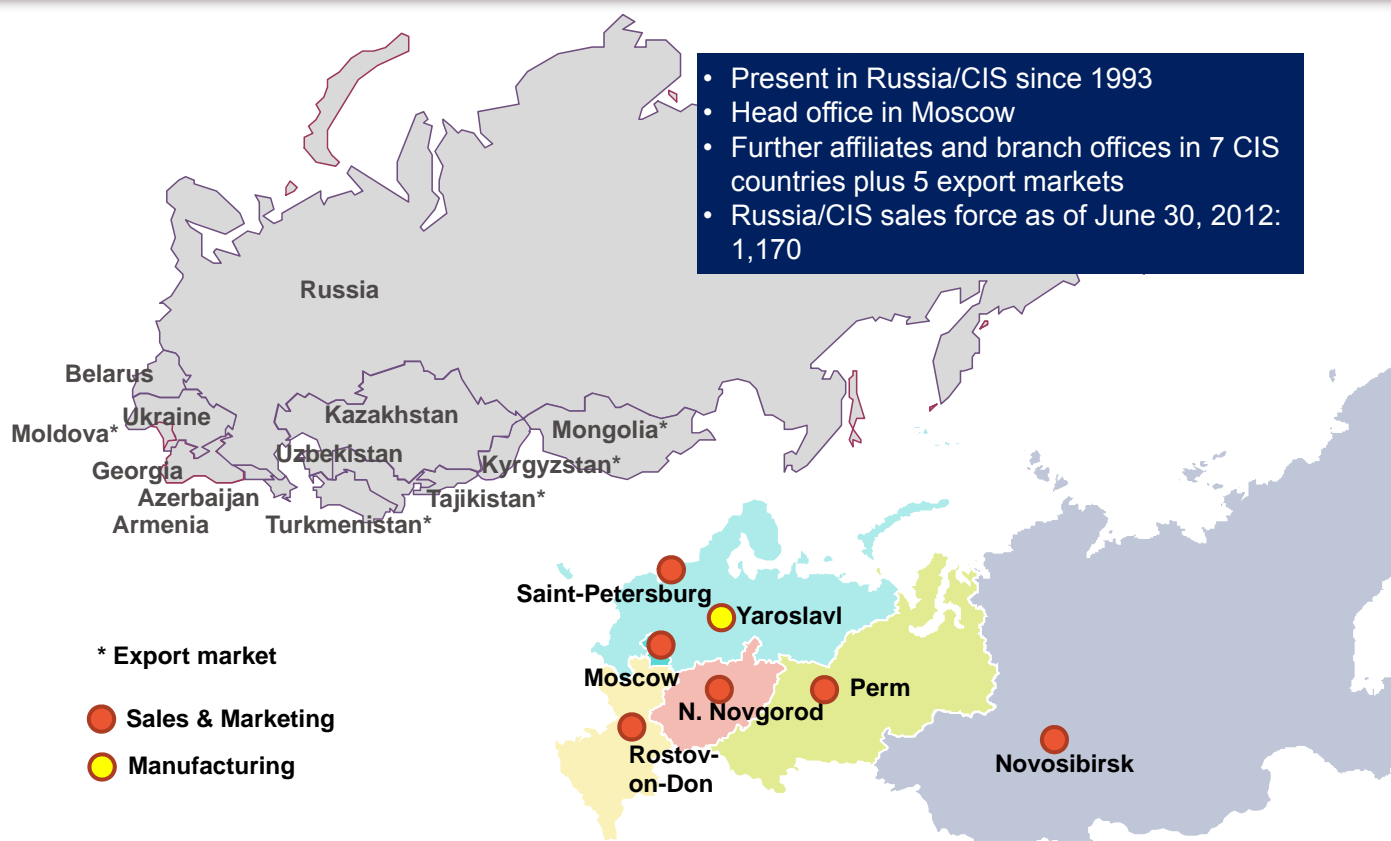 • Present in Russia/CIS since 1993
• Head office in Moscow
• Further affiliates and branch offices in 7 CIS
countries plus 5 export markets
• Russia/CIS sales force as of June 30, 2012:
1,170
Russia
Belarus
Ukraine
Kazakhstan
Moldova*
Mongolia*
Uzbekistan
Georgia
Kyrgyzstan*
Azerbaijan
Tajikistan*
Armenia
Turkmenistan*
Saint-Petersburg
Yaroslavl
* Export market
Moscow
Perm
N. Novgorod
Sales & Marketing
Rostov-
on-Don
Manufacturing
Novosibirsk